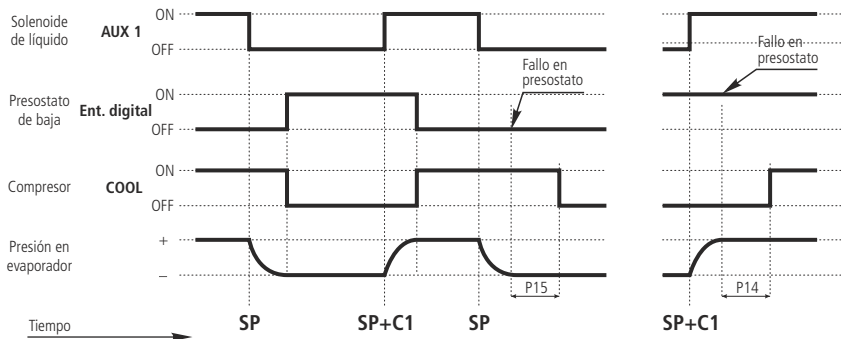 Solenoide
de líquido
AUX 1
ON
OFF
Fallo en
presostato
Fallo en
presostato
Presostato
de baja
Ent. digital
ON
OFF
Compresor
COOL
ON
OFF
Presión en
evaporador
+
–
P15
P14
Tiempo
SP
SP+C1
SP
SP+C1